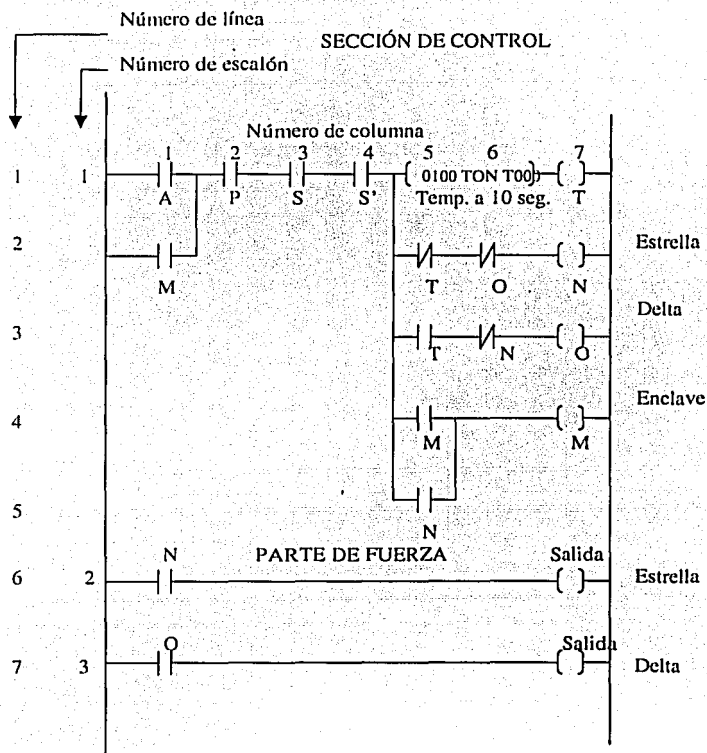 Número de línea
SECCIÓN DE CONTROL
Número de escalón
Número de columna
1 2 3 4 5 6 7
1 1 0100 TON T00
A P S S' Temp. a 10 seg. T
2 Estrella
M T O N
Delta
3
T N O
Enclave
4
M M
5
N
N PARTE DE FUERZA Salida
6 2 Estrella
O Salida
7 3 Delta